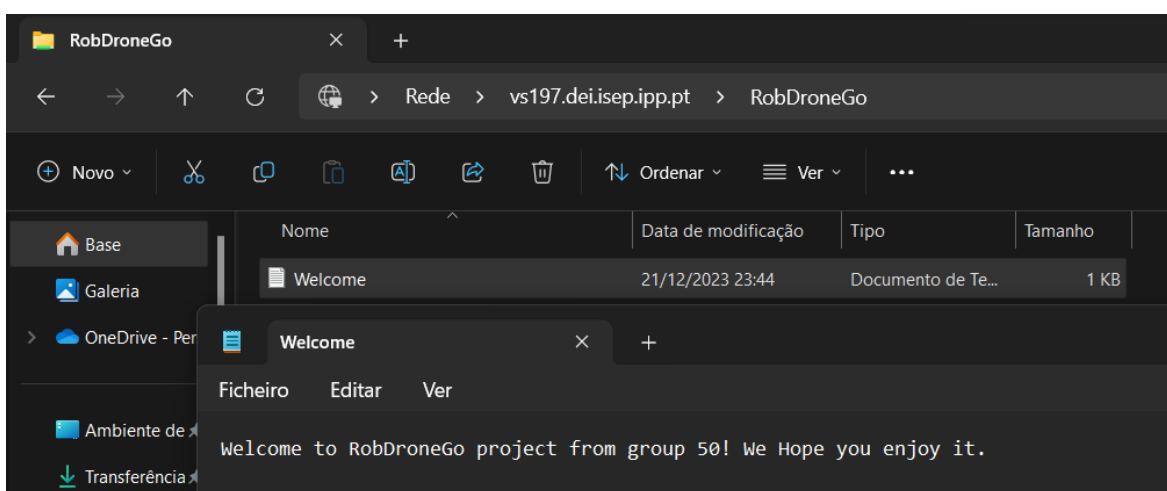 RobDroneGo
Rede > vs197.dei.isep.ipp.pt > RobDroneGo
Novo Ordenar Ver
Nome Data de modificação Tipo Tamanho
Base
Welcome 21/12/2023 23:44 Documento de Te... 1 KB
Galeria
OneDrive - Per
Welcome
Ficheiro Editar Ver
Ambiente de
Welcome to RobDroneGo project from group 50! We Hope you enjoy it.
Transferência